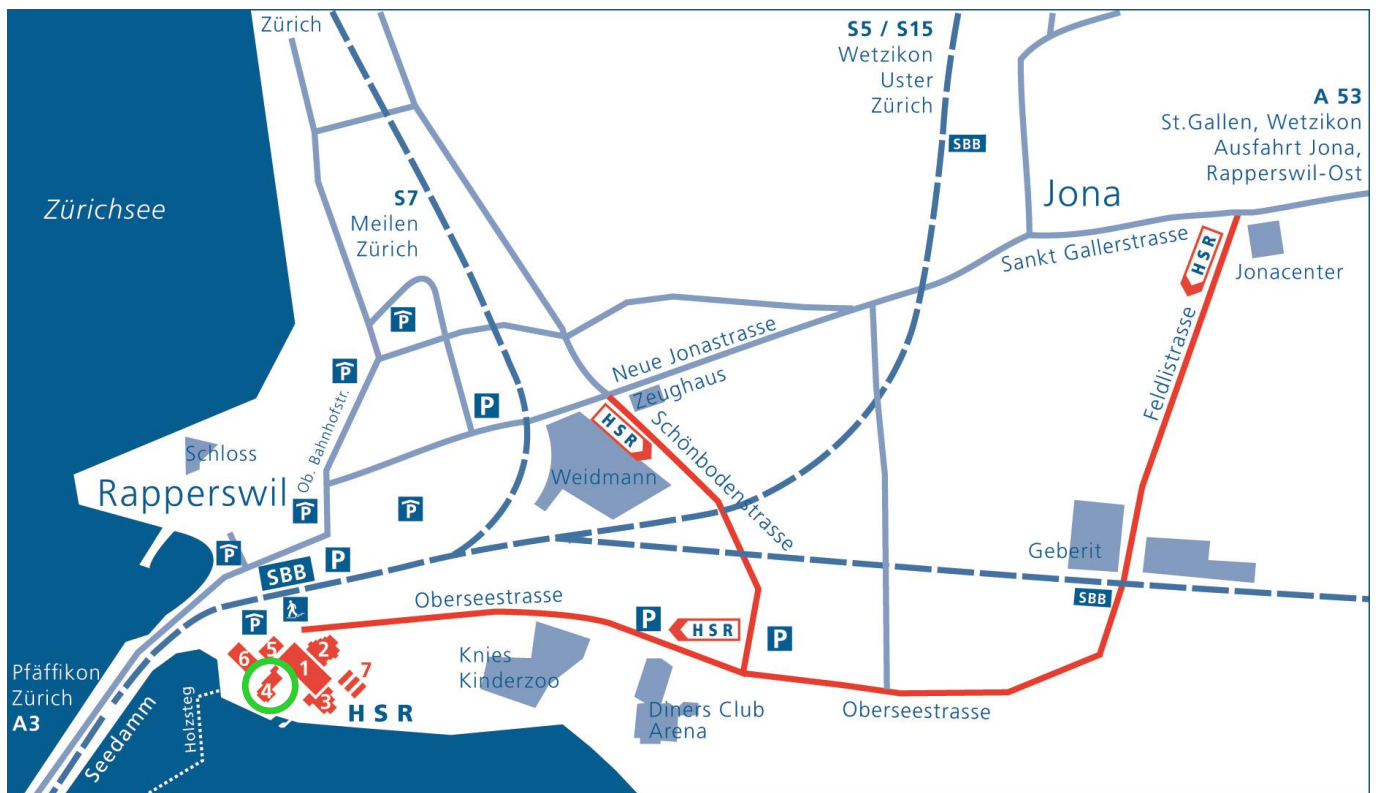 Zürich
S5 / S15
Wetzikon
Uster
Zürich
SBB
A 53
St.Gallen, Wetzikon
Ausfahrt Jona,
Rapperswil-Ost
Zürichsee
S7
Meilen
Zürich
Jona
Sankt Gallerstrasse
HSR
Jonacenter
P
P
P
Neue Jonastrasse
Zeughaus
HSR
Schönbodenstrasse
Feldlistrasse
Ob. Bahnhofstr.
Schloss
Rapperswil
Weidmann
P
P
P
P
SBB
Geberit
SBB
Oberseestrasse
P
P
HSR
P
1
2
3
4
5
6
7
HSR
Knies
Kinderzoo
Diners Club
Arena
Oberseestrasse
Pfäffikon
Zürich
A3
Seedamm
Holzsteg